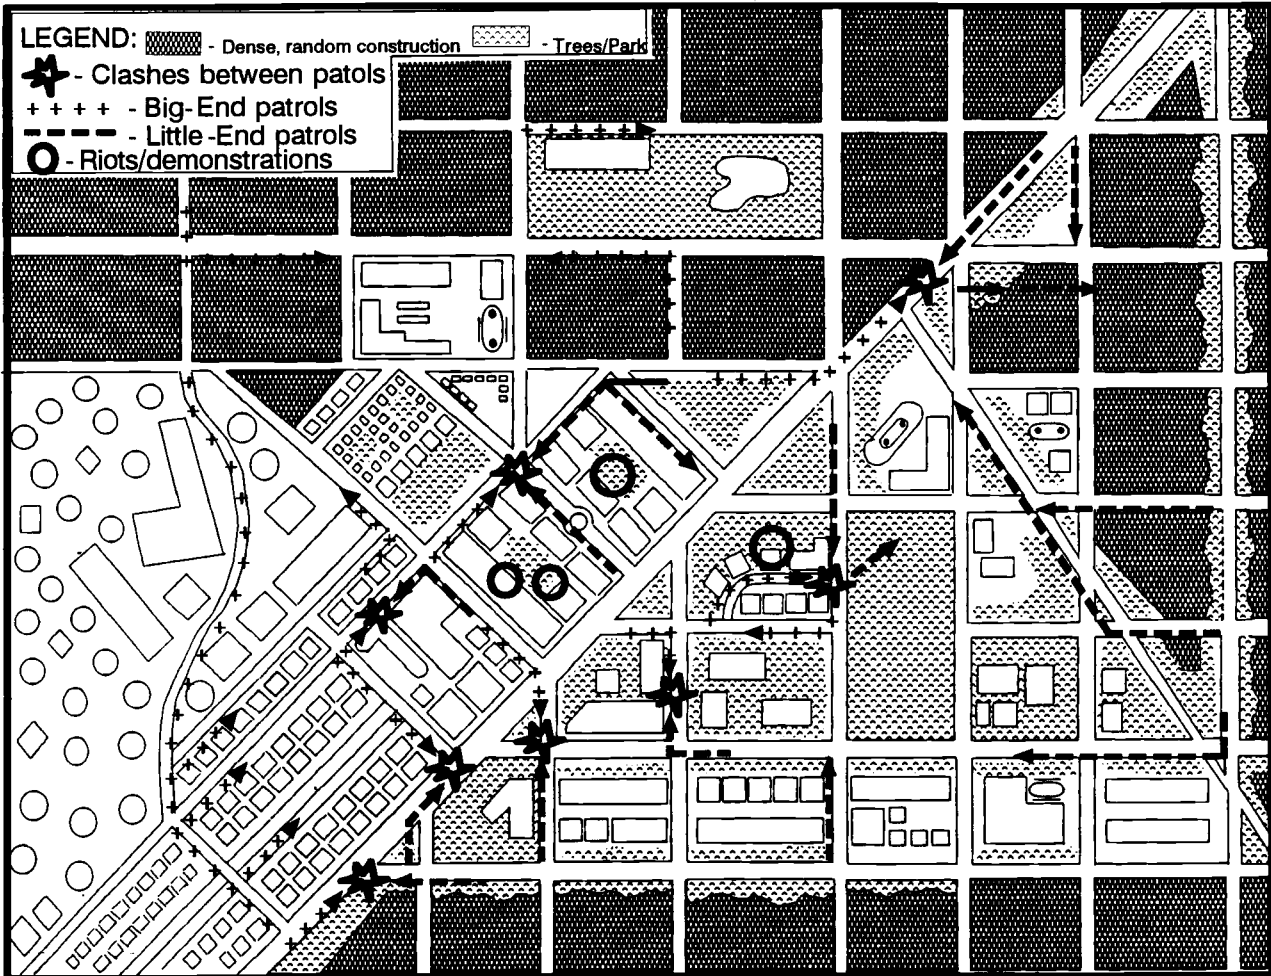 LEGEND: - Dense, random construction - Trees/Park
- Clashes between patols
- Big-End patrols
- Little-End patrols
- Riots/demonstrations